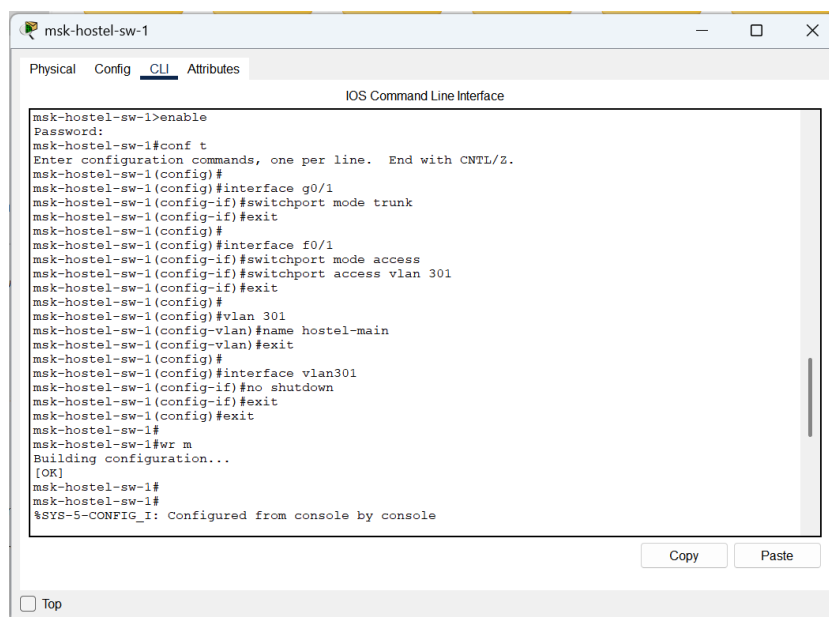 msk-hostel-sw-1
Physical Config CLI Attributes
IOS Command Line Interface
msk-hostel-sw-1>enable
Password:
msk-hostel-sw-1#conf t
Enter configuration commands, one per line.  End with CNTL/Z.
msk-hostel-sw-1(config)#
msk-hostel-sw-1(config)#interface g0/1
msk-hostel-sw-1(config-if)#switchport mode trunk
msk-hostel-sw-1(config-if)#exit
msk-hostel-sw-1(config)#
msk-hostel-sw-1(config)#interface f0/1
msk-hostel-sw-1(config-if)#switchport mode access
msk-hostel-sw-1(config-if)#switchport access vlan 301
msk-hostel-sw-1(config-if)#exit
msk-hostel-sw-1(config)#
msk-hostel-sw-1(config)#vlan 301
msk-hostel-sw-1(config-vlan)#name hostel-main
msk-hostel-sw-1(config-vlan)#exit
msk-hostel-sw-1(config)#
msk-hostel-sw-1(config)#interface vlan301
msk-hostel-sw-1(config-if)#no shutdown
msk-hostel-sw-1(config-if)#exit
msk-hostel-sw-1(config)#exit
msk-hostel-sw-1#
msk-hostel-sw-1#wr m
Building configuration...
[OK]
msk-hostel-sw-1#
msk-hostel-sw-1#
%SYS-5-CONFIG_I: Configured from console by console
Copy Paste
Top